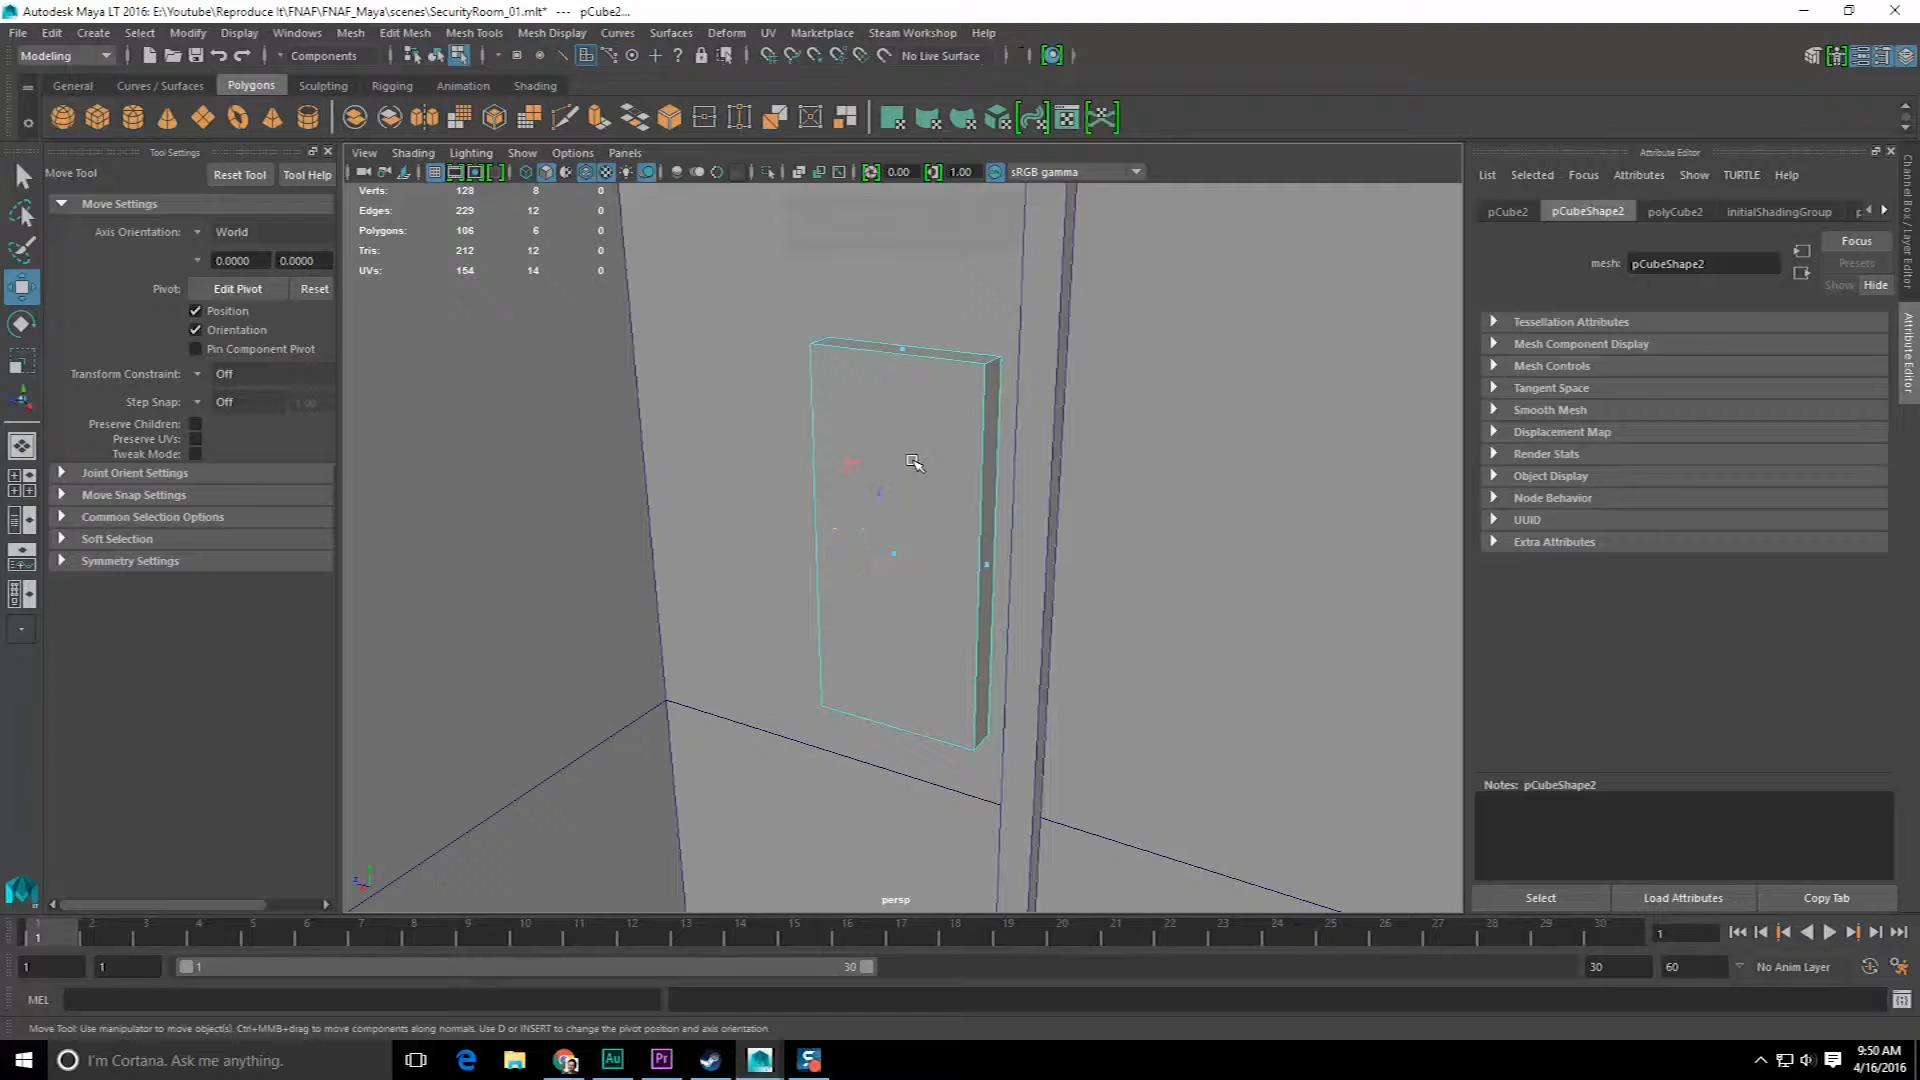 Autodesk Maya LT 2016: E:\Youtube\Reproduce It\FNAF\FNAF_Maya\scenes\SecurityRoom_01.mlt* --- pCube2...
File Edit Create Select Modify Display Windows Mesh Edit Mesh Mesh Tools Mesh Display Curves Surfaces Deform UV Marketplace Steam Workshop Help
Modeling Components No Live Surface
General Curves / Surfaces Polygons Sculpting Rigging Animation Shading
Tool Settings
Move Tool Reset Tool Tool Help
Move Settings
Axis Orientation: World
0.0000 0.0000
Pivot: Edit Pivot Reset
Position
Orientation
Pin Component Pivot
Transform Constraint: Off
Step Snap: Off 1.00
Preserve Children:
Preserve UVs:
Tweak Mode:
Joint Orient Settings
Move Snap Settings
Common Selection Options
Soft Selection
Symmetry Settings
View Shading Lighting Show Options Panels
0.00 1.00 sRGB gamma
Verts: 128 8 0
Edges: 229 12 0
Polygons: 106 6 0
Tris: 212 12 0
UVs: 154 14 0
persp
Attribute Editor
List Selected Focus Attributes Show TURTLE Help
pCube2 pCubeShape2 polyCube2 initialShadingGroup
mesh: pCubeShape2
Focus
Presets
Show Hide
Tessellation Attributes
Mesh Component Display
Mesh Controls
Tangent Space
Smooth Mesh
Displacement Map
Render Stats
Object Display
Node Behavior
UUID
Extra Attributes
Notes: pCubeShape2
Select Load Attributes Copy Tab
Channel Box / Layer Editor
Attribute Editor
1 2 3 4 5 6 7 8 9 10 11 12 13 14 15 16 17 18 19 20 21 22 23 24 25 26 27 28 29 30
1 1
1 1 1 30 30 60 No Anim Layer
MEL
Move Tool: Use manipulator to move object(s). Ctrl+MMB+drag to move components along normals. Use D or INSERT to change the pivot position and axis orientation.
I'm Cortana. Ask me anything.
Au Pr
9:50 AM
4/16/2016